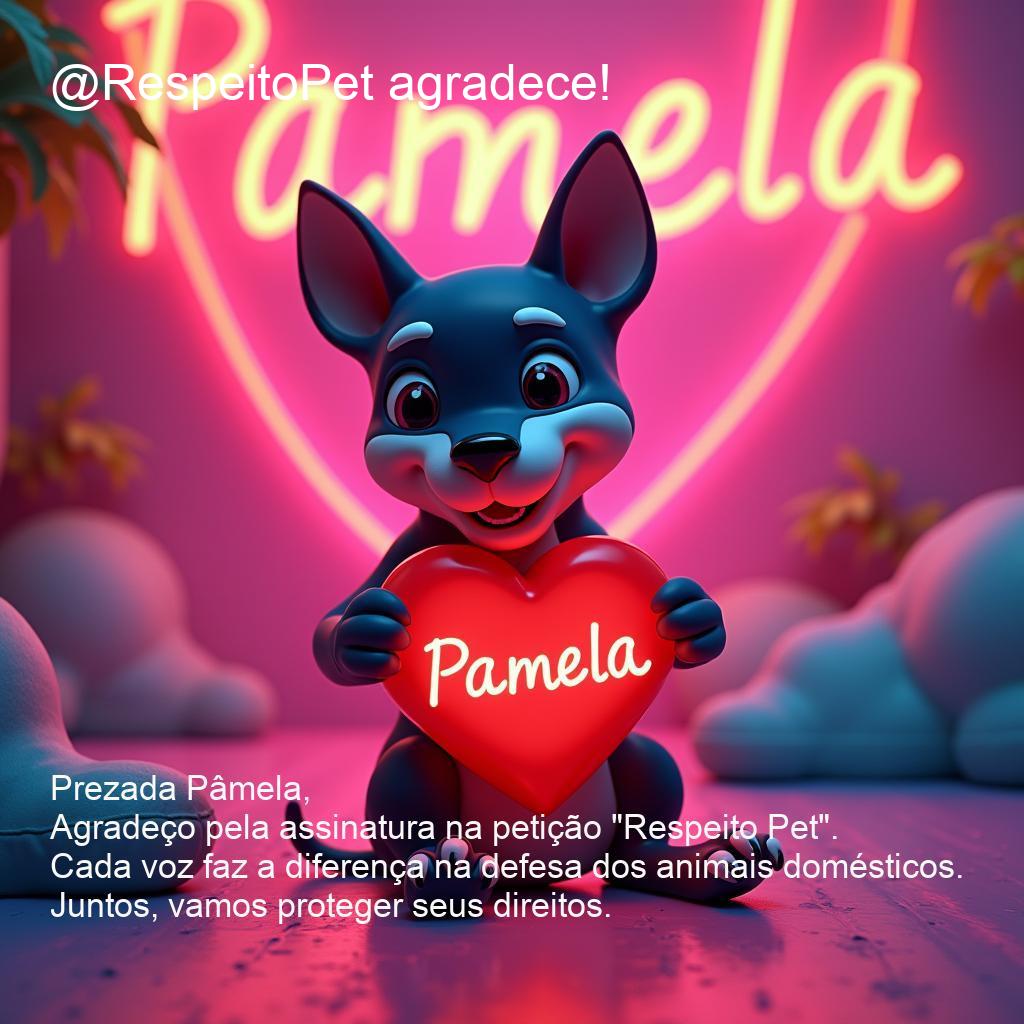 @RespeitoPet agradece!
Pamela
Pamela
Prezada Pâmela,
Agradeço pela assinatura na petição "Respeito Pet".
Cada voz faz a diferença na defesa dos animais domésticos.
Juntos, vamos proteger seus direitos.